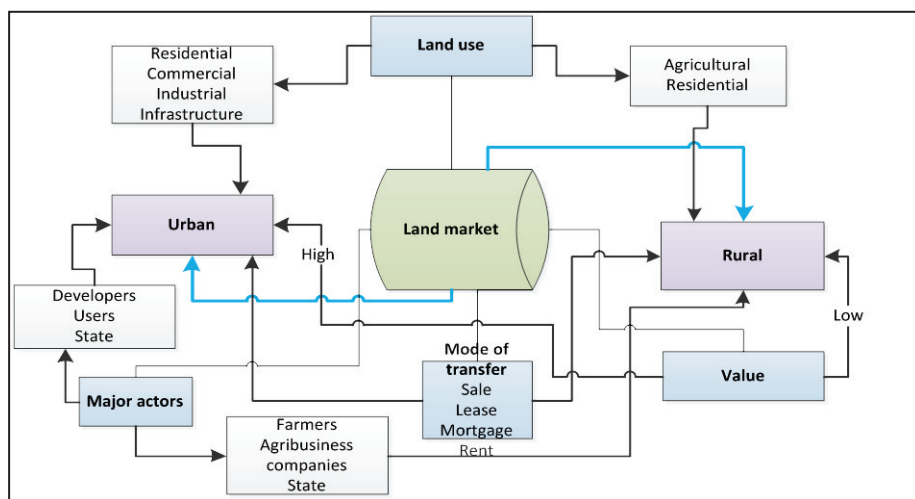 Land use
Residential
Commercial
Industrial
Infrastructure
Agricultural
Residential
Urban
Land market
Rural
High
Low
Developers
Users
State
Mode of
transfer
Sale
Lease
Mortgage
Rent
Value
Major actors
Farmers
Agribusiness
companies
State